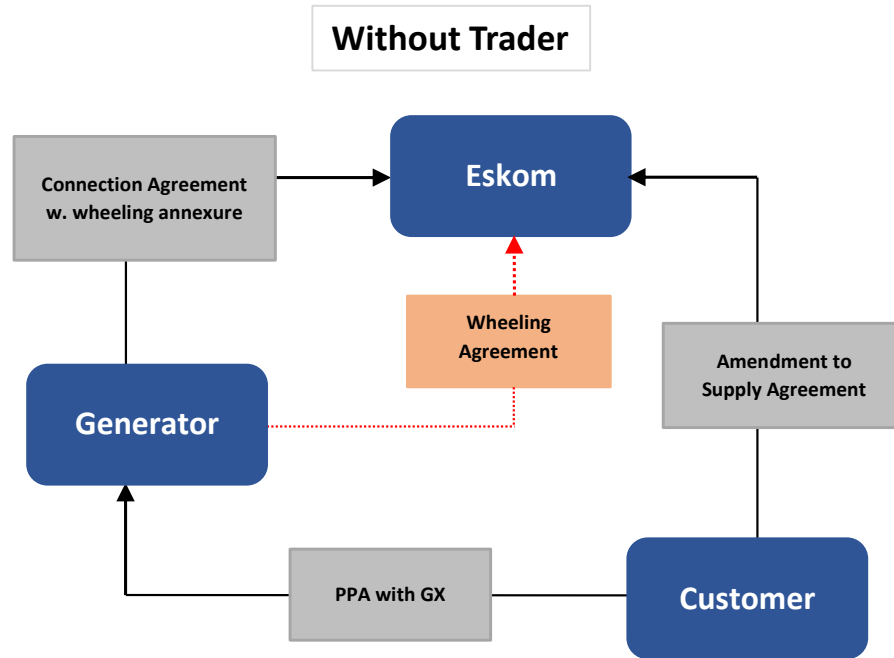 Without Trader
Connection Agreement
w. wheeling annexure
Eskom
Wheeling
Agreement
Amendment to
Supply Agreement
Generator
PPA with GX
Customer